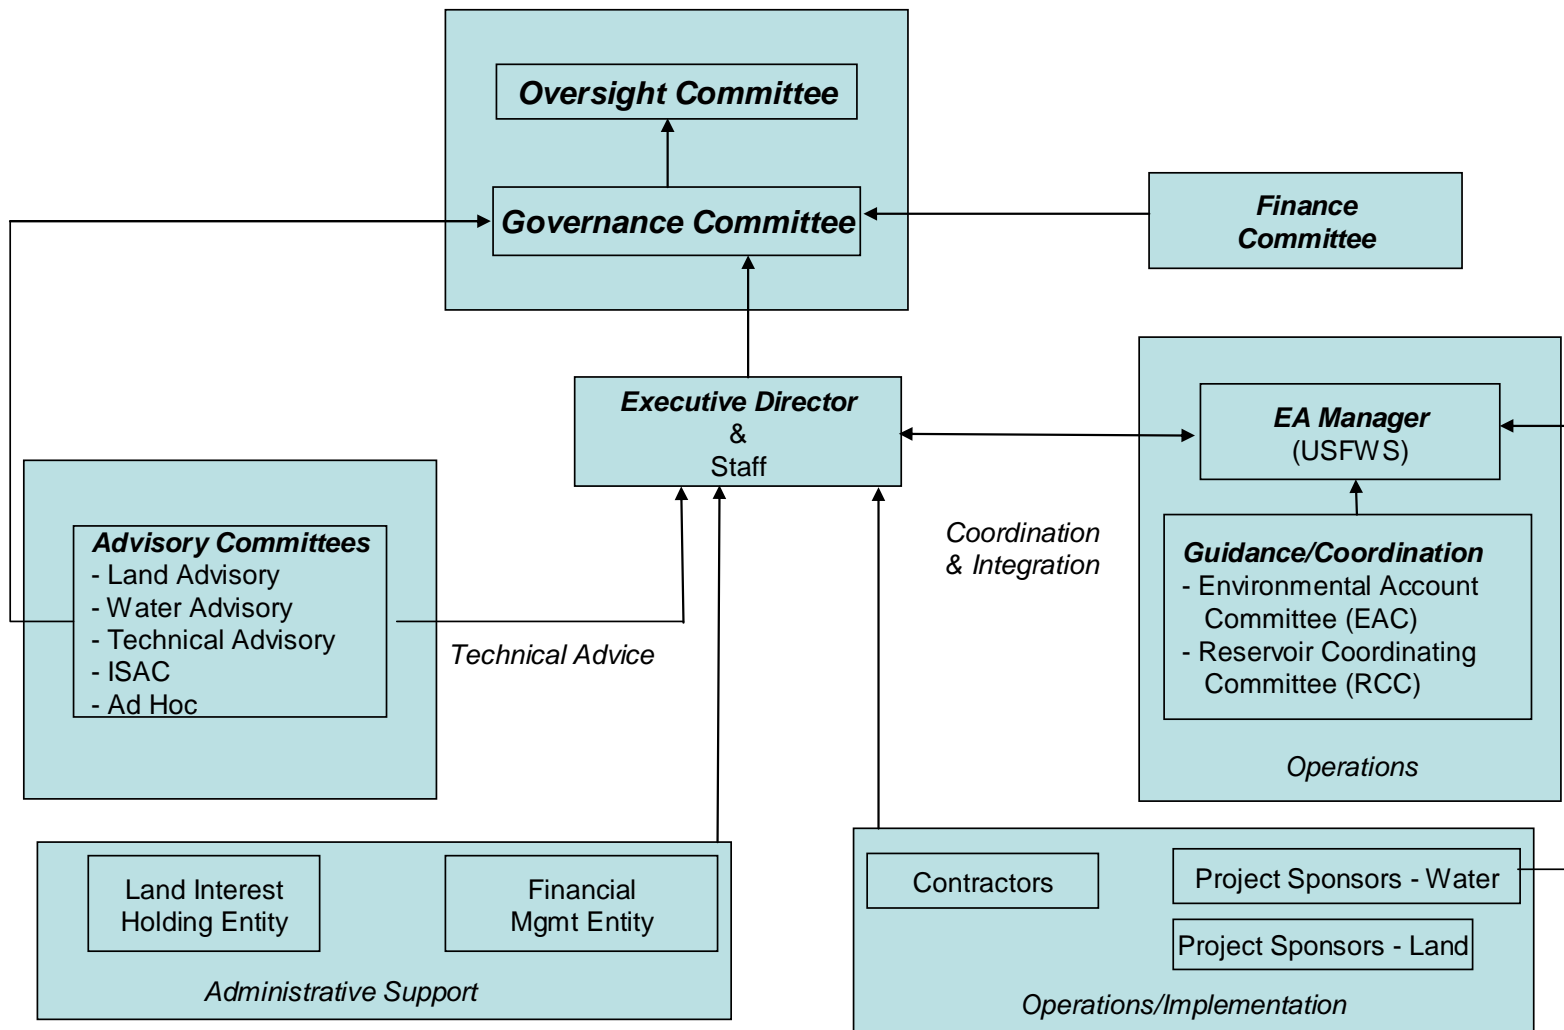 Oversight Committee
Governance Committee
Finance
Committee
Executive Director
&
Staff
EA Manager
(USFWS)
Advisory Committees
- Land Advisory
- Water Advisory
- Technical Advisory
- ISAC
- Ad Hoc
Technical Advice
Coordination
& Integration
Guidance/Coordination
- Environmental Account
Committee (EAC)
- Reservoir Coordinating
Committee (RCC)
Operations
Land Interest
Holding Entity
Financial
Mgmt Entity
Administrative Support
Contractors
Project Sponsors - Water
Project Sponsors - Land
Operations/Implementation